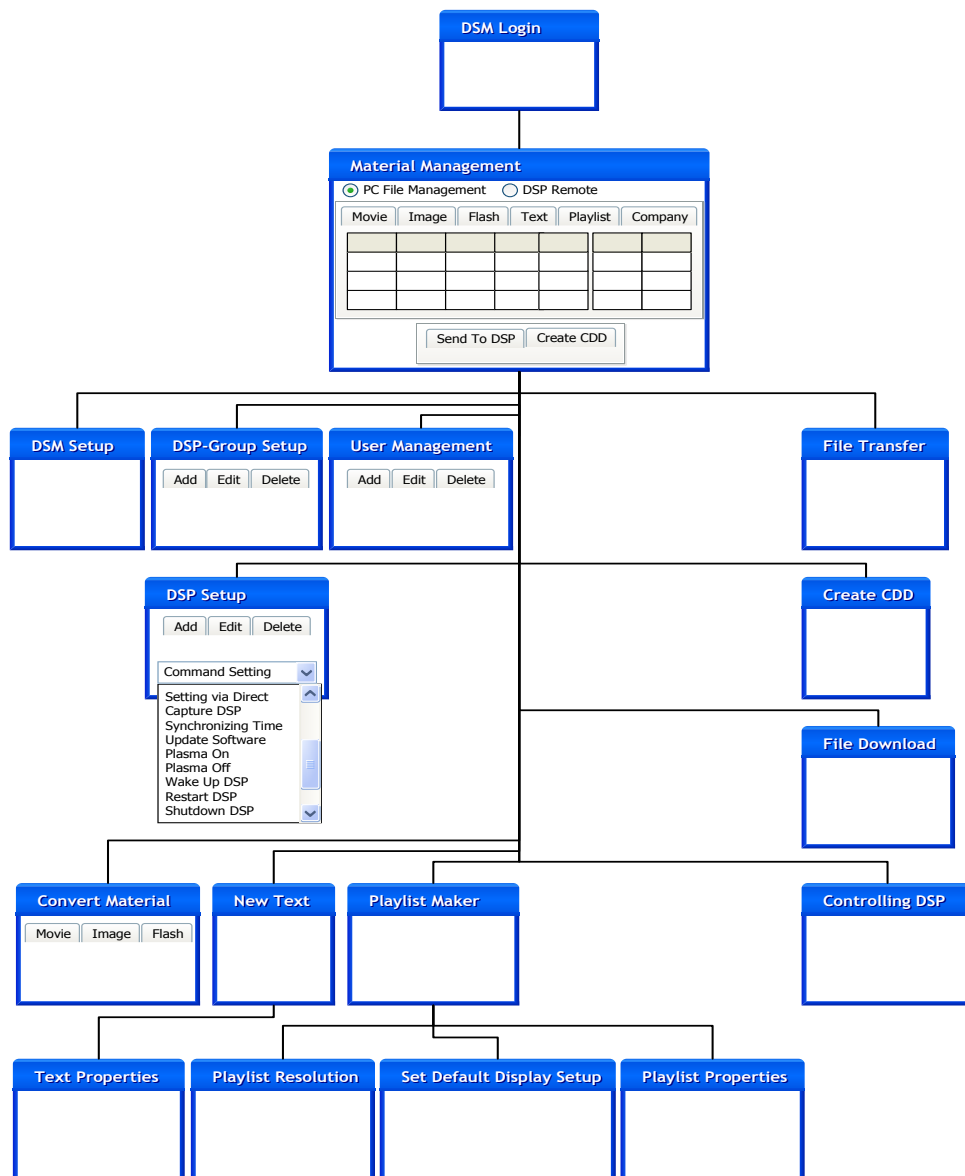 DSM Login
Material Management
PC File Management DSP Remote
Movie Image Flash Text Playlist Company
Send To DSP Create CDD
DSM Setup DSP-Group Setup User Management File Transfer
Add Edit Delete Add Edit Delete
DSP Setup Create CDD
Add Edit Delete
Command Setting
Setting via Direct
Capture DSP
Synchronizing Time
Update Software
Plasma On
Plasma Off
Wake Up DSP
Restart DSP
Shutdown DSP
File Download
Convert Material New Text Playlist Maker Controlling DSP
Movie Image Flash
Text Properties Playlist Resolution Set Default Display Setup Playlist Properties